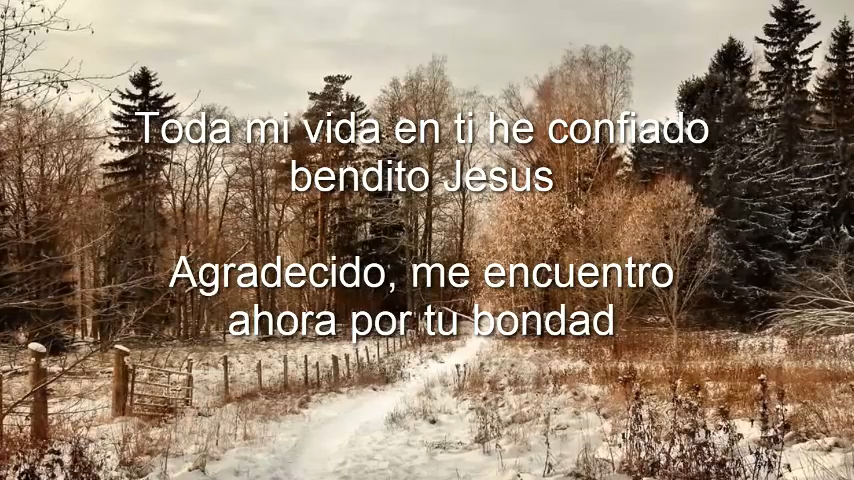 Toda mi vida en ti he confiado
bendito Jesus
Agradecido, me encuentro
ahora por tu bondad